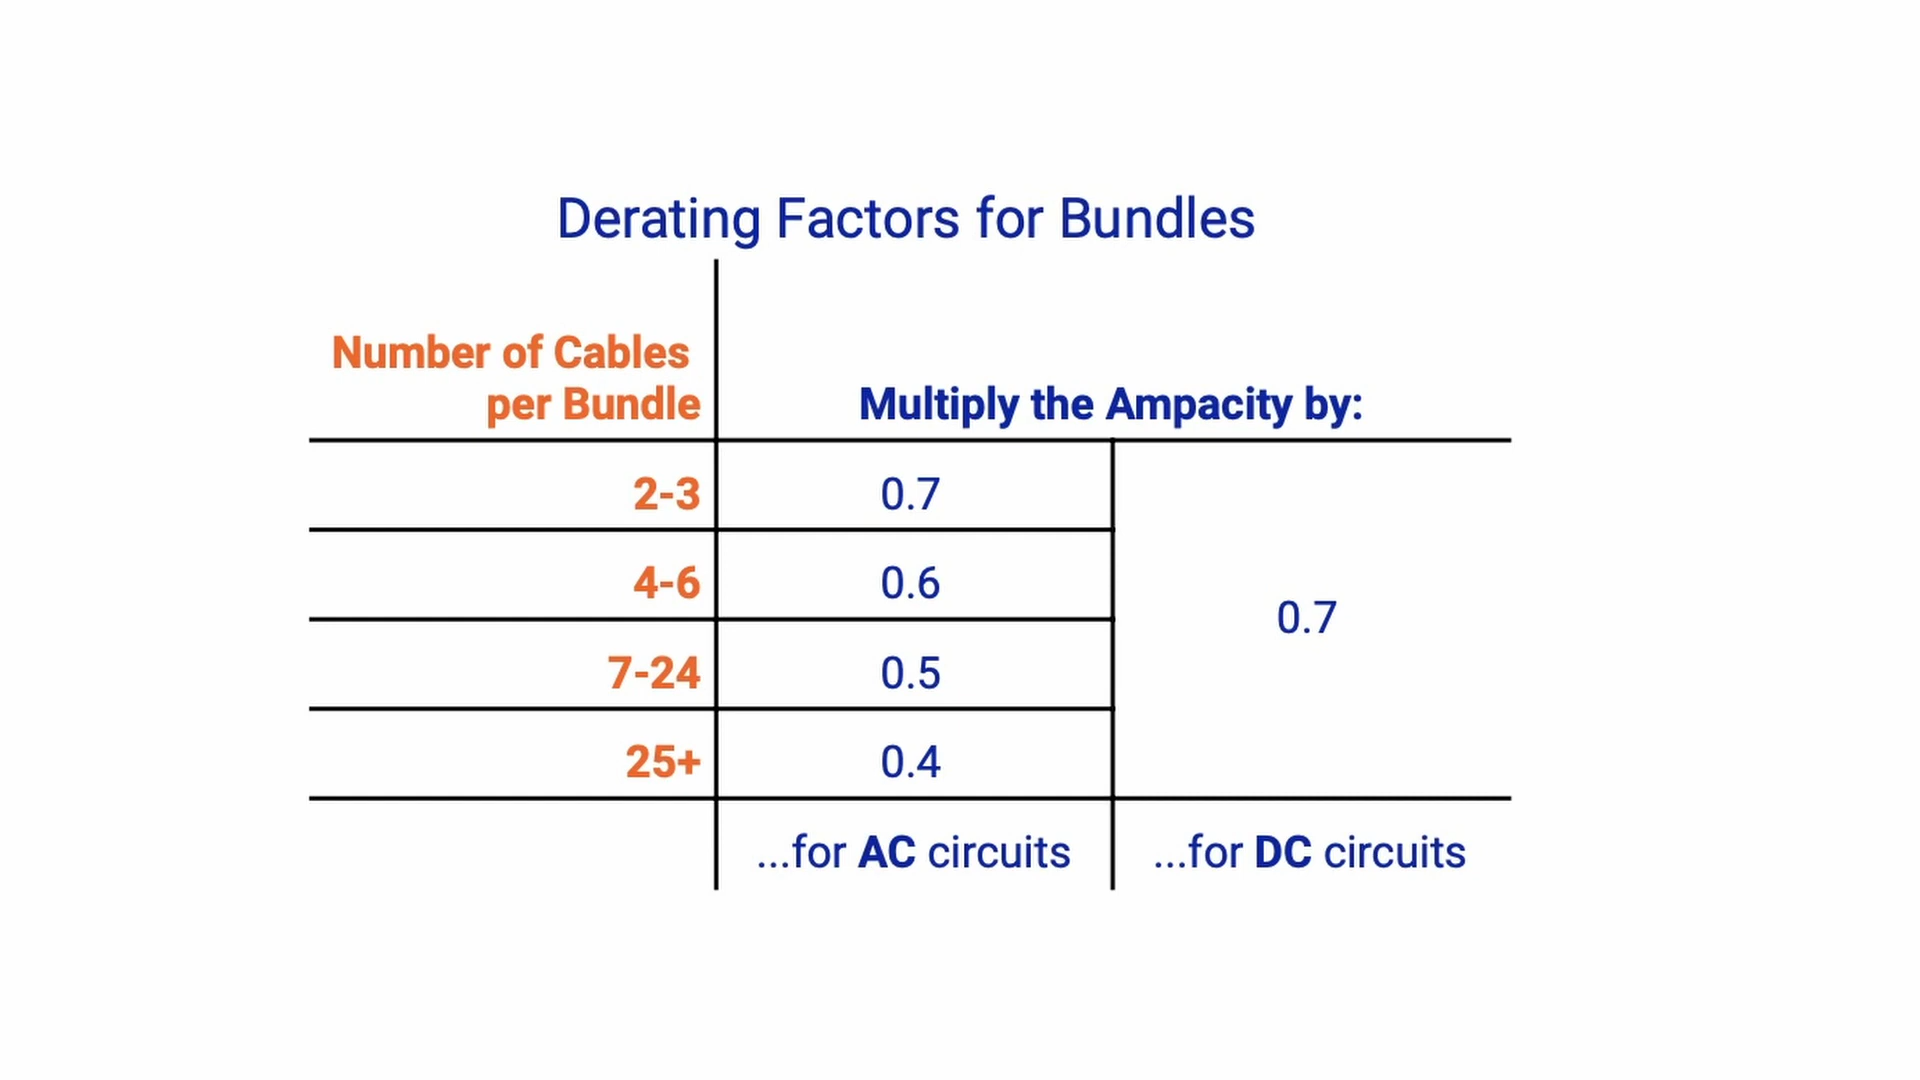 Derating Factors for Bundles
Number of Cables
per Bundle
Multiply the Ampacity by:
2-3
0.7
4-6
0.6
0.7
7-24
0.5
25+
0.4
...for AC circuits
...for DC circuits